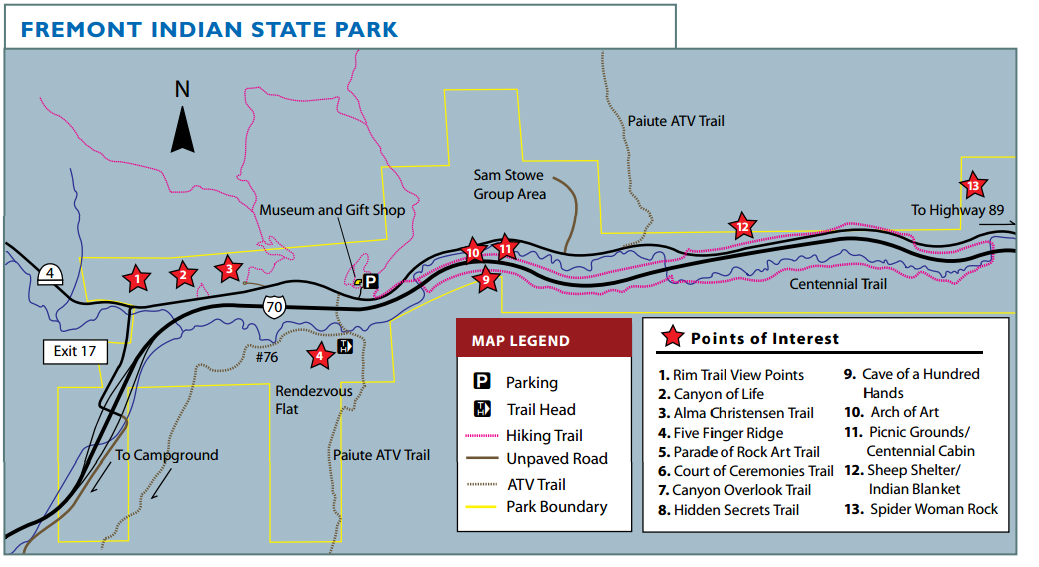 FREMONT INDIAN STATE PARK
N
Paiute ATV Trail
Sam Stowe
Group Area
13
Museum and Gift Shop
To Highway 89
12
10
11
4
1
2
3
P
9
Centennial Trail
70
Exit 17
#76
4
TH
Rendezvous
Flat
To Campground
Paiute ATV Trail
MAP LEGEND
P
Parking
TH
Trail Head
Hiking Trail
Unpaved Road
ATV Trail
Park Boundary
Points of Interest
1. Rim Trail View Points
2. Canyon of Life
3. Alma Christensen Trail
4. Five Finger Ridge
5. Parade of Rock Art Trail
6. Court of Ceremonies Trail
7. Canyon Overlook Trail
8. Hidden Secrets Trail
9. Cave of a Hundred
Hands
10. Arch of Art
11. Picnic Grounds/
Centennial Cabin
12. Sheep Shelter/
Indian Blanket
13. Spider Woman Rock